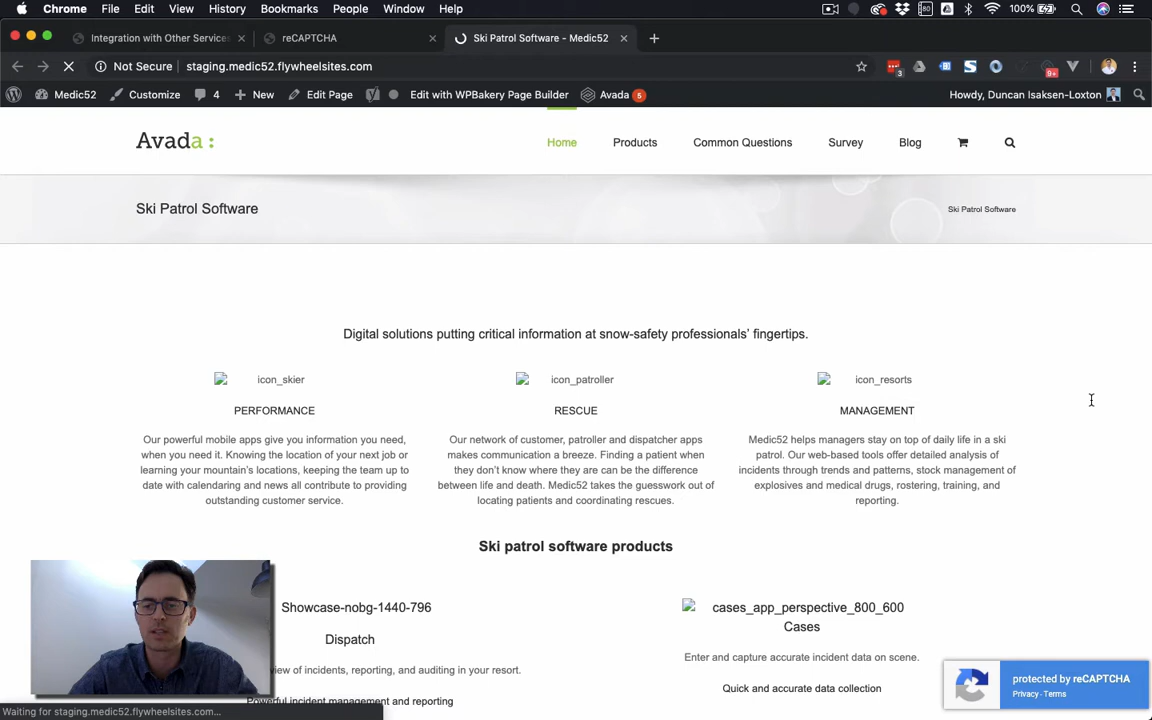 Chrome File Edit View History Bookmarks People Window Help 100%
Integration with Other Services
reCAPTCHA
Ski Patrol Software - Medic52
Not Secure staging.medic52.flywheelsites.com
3
9+
Medic52 Customize 4 New Edit Page Edit with WPBakery Page Builder Avada 5 Howdy, Duncan Isaksen-Loxton
Avada :
Home Products Common Questions Survey Blog
Ski Patrol Software
Ski Patrol Software
Digital solutions putting critical information at snow-safety professionals’ fingertips.
icon_skier
PERFORMANCE
Our powerful mobile apps give you information you need,
when you need it. Knowing the location of your next job or
learning your mountain’s locations, keeping the team up to
date with calendaring and news all contribute to providing
outstanding customer service.
icon_patroller
RESCUE
Our network of customer, patroller and dispatcher apps
makes communication a breeze. Finding a patient when
they don’t know where they are can be the difference
between life and death. Medic52 takes the guesswork out of
locating patients and coordinating rescues.
icon_resorts
MANAGEMENT
Medic52 helps managers stay on top of daily life in a ski
patrol. Our web-based tools offer detailed analysis of
incidents through trends and patterns, stock management of
explosives and medical drugs, rostering, training, and
reporting.
Ski patrol software products
Showcase-nobg-1440-796
Dispatch
view of incidents, reporting, and auditing in your resort.
Powerful incident management and reporting
cases_app_perspective_800_600
Cases
Enter and capture accurate incident data on scene.
Quick and accurate data collection
protected by reCAPTCHA
Privacy - Terms
Waiting for staging.medic52.flywheelsites.com...